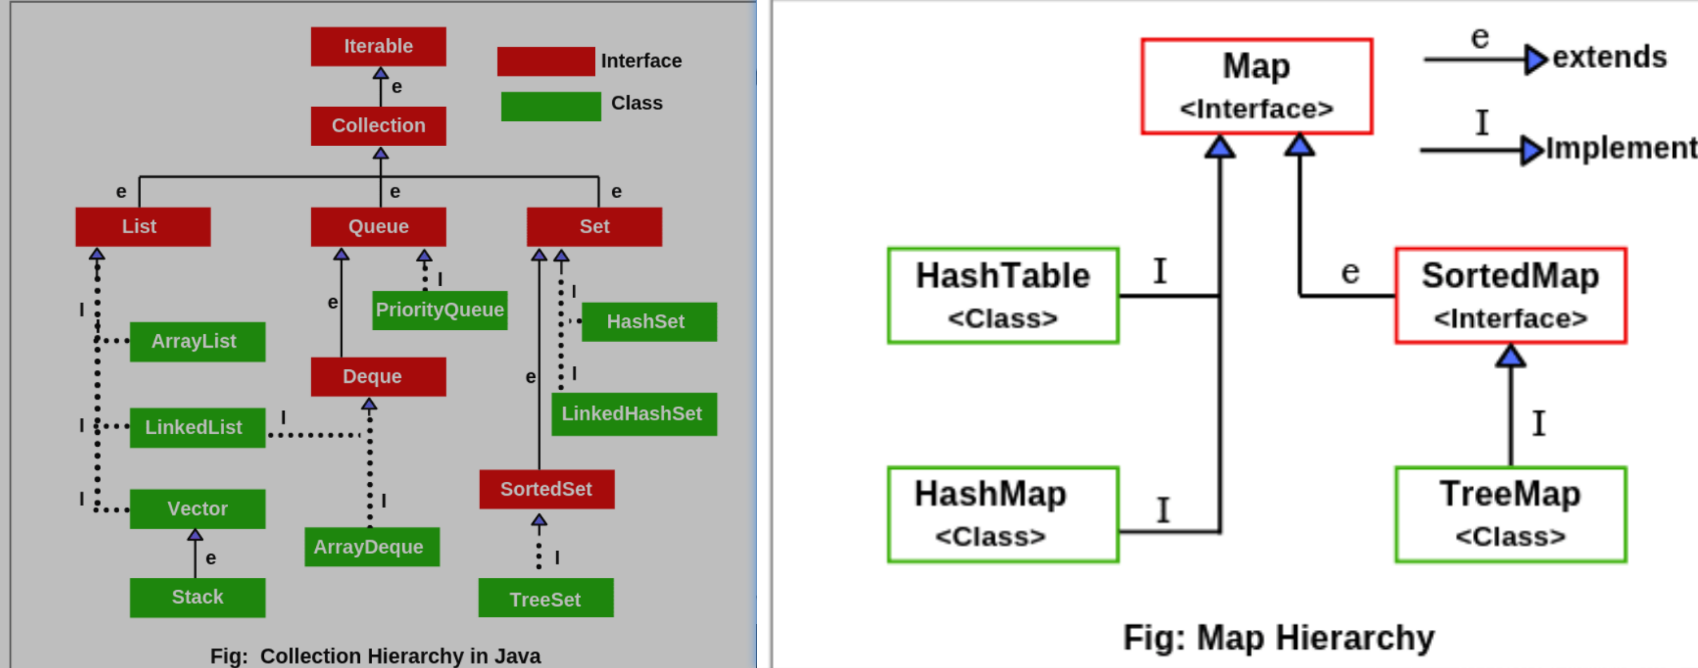 Iterable
Interface
e
Class
Collection
e
e
e
List
Queue
Set
I
I
I
e
PriorityQueue
HashSet
ArrayList
Deque
e
I
LinkedHashSet
I
LinkedList
I
SortedSet
I
Vector
I
ArrayDeque
e
I
Stack
TreeSet
Fig: Collection Hierarchy in Java
Map
<Interface>
e
extends
I
Implement
HashTable
<Class>
I
e
SortedMap
<Interface>
I
HashMap
<Class>
I
TreeMap
<Class>
Fig: Map Hierarchy